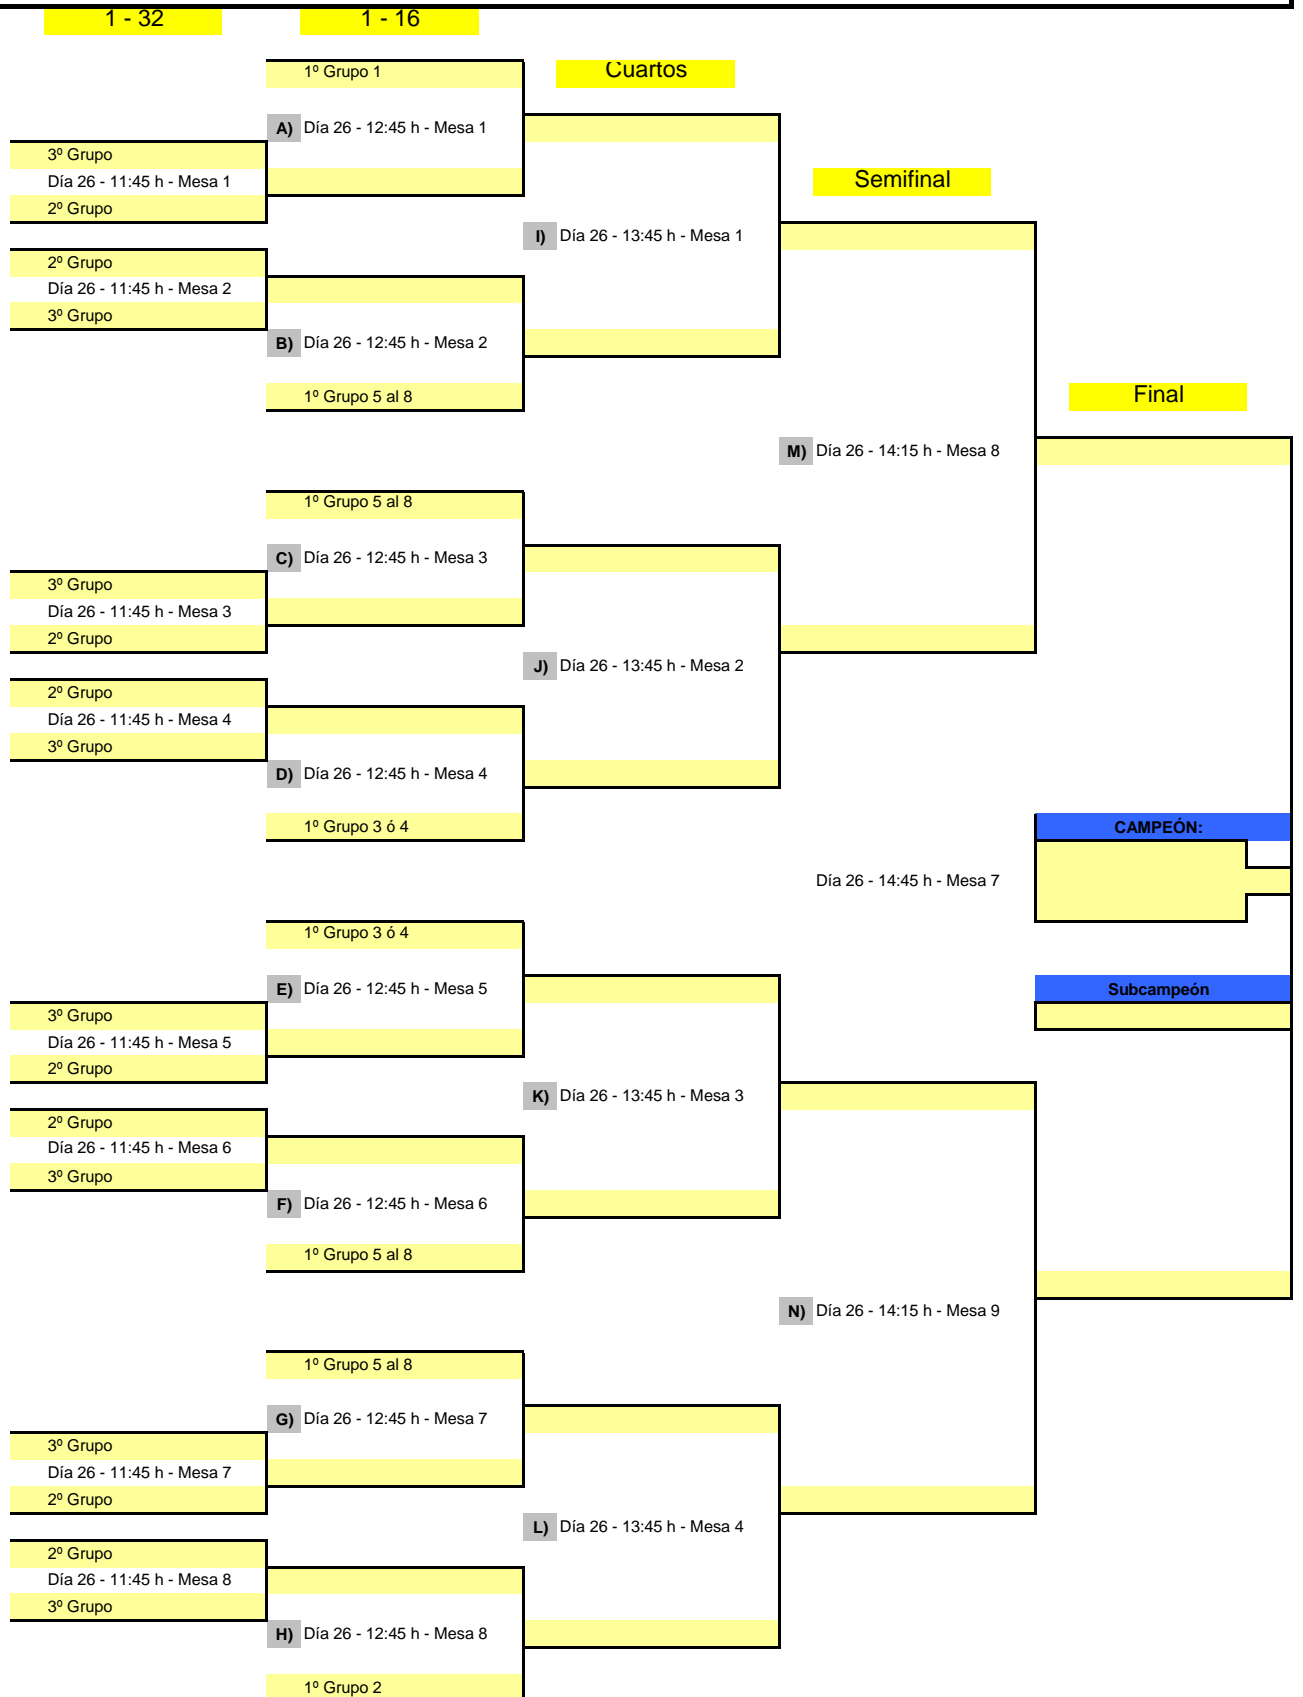 1 - 32
1 - 16
1º Grupo 1
Cuartos
A) Día 26 - 12:45 h - Mesa 1
3º Grupo
Día 26 - 11:45 h - Mesa 1
Semifinal
2º Grupo
I) Día 26 - 13:45 h - Mesa 1
2º Grupo
Día 26 - 11:45 h - Mesa 2
3º Grupo
B) Día 26 - 12:45 h - Mesa 2
1º Grupo 5 al 8
Final
M) Día 26 - 14:15 h - Mesa 8
1º Grupo 5 al 8
C) Día 26 - 12:45 h - Mesa 3
3º Grupo
Día 26 - 11:45 h - Mesa 3
2º Grupo
J) Día 26 - 13:45 h - Mesa 2
2º Grupo
Día 26 - 11:45 h - Mesa 4
3º Grupo
D) Día 26 - 12:45 h - Mesa 4
1º Grupo 3 ó 4
CAMPEÓN:
Día 26 - 14:45 h - Mesa 7
1º Grupo 3 ó 4
E) Día 26 - 12:45 h - Mesa 5
Subcampeón
3º Grupo
Día 26 - 11:45 h - Mesa 5
2º Grupo
K) Día 26 - 13:45 h - Mesa 3
2º Grupo
Día 26 - 11:45 h - Mesa 6
3º Grupo
F) Día 26 - 12:45 h - Mesa 6
1º Grupo 5 al 8
N) Día 26 - 14:15 h - Mesa 9
1º Grupo 5 al 8
G) Día 26 - 12:45 h - Mesa 7
3º Grupo
Día 26 - 11:45 h - Mesa 7
2º Grupo
L) Día 26 - 13:45 h - Mesa 4
2º Grupo
Día 26 - 11:45 h - Mesa 8
3º Grupo
H) Día 26 - 12:45 h - Mesa 8
1º Grupo 2